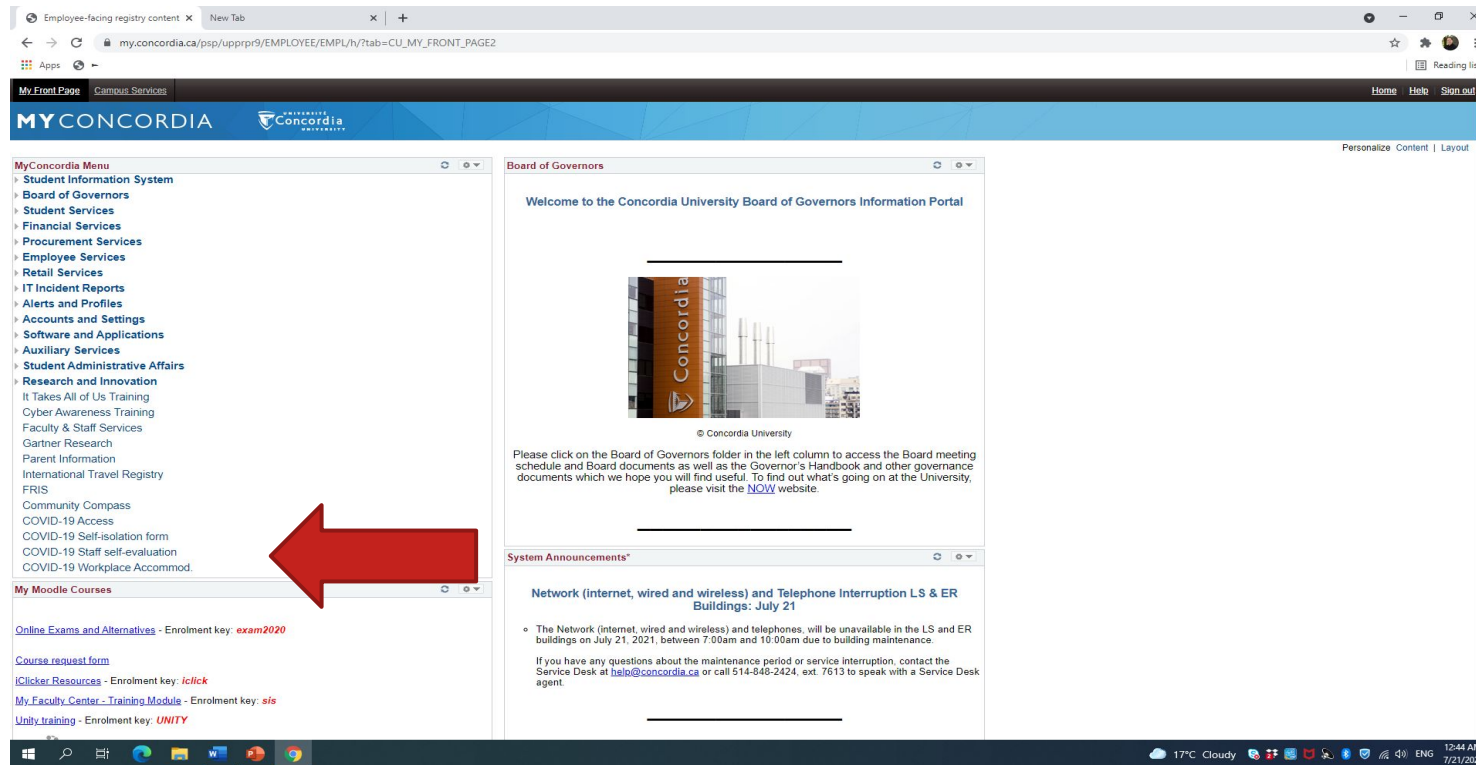 Employee-facing registry content
New Tab
my.concordia.ca/psp/upprpr9/EMPLOYEE/EMPL/h/?tab=CU_MY_FRONT_PAGE2
Apps
Reading lis
My Front Page Campus Services
Home Help Sign out
MYCONCORDIA
UNIVERSITÉ
Concordia
UNIVERSITY
Personalize Content | Layout
MyConcordia Menu
Student Information System
Board of Governors
Student Services
Financial Services
Procurement Services
Employee Services
Retail Services
IT Incident Reports
Alerts and Profiles
Accounts and Settings
Software and Applications
Auxiliary Services
Student Administrative Affairs
Research and Innovation
It Takes All of Us Training
Cyber Awareness Training
Faculty & Staff Services
Gartner Research
Parent Information
International Travel Registry
FRIS
Community Compass
COVID-19 Access
COVID-19 Self-isolation form
COVID-19 Staff self-evaluation
COVID-19 Workplace Accommod.
My Moodle Courses
Online Exams and Alternatives - Enrolment key: exam2020
Course request form
iClicker Resources - Enrolment key: iclick
My Faculty Center - Training Module - Enrolment key: sis
Unity training - Enrolment key: UNITY
Board of Governors
Welcome to the Concordia University Board of Governors Information Portal
Concordia
© Concordia University
Please click on the Board of Governors folder in the left column to access the Board meeting
schedule and Board documents as well as the Governor's Handbook and other governance
documents which we hope you will find useful. To find out what's going on at the University,
please visit the NOW website.
System Announcements*
Network (internet, wired and wireless) and Telephone Interruption LS & ER
Buildings: July 21
The Network (internet, wired and wireless) and telephones, will be unavailable in the LS and ER
buildings on July 21, 2021, between 7:00am and 10:00am due to building maintenance.
If you have any questions about the maintenance period or service interruption, contact the
Service Desk at help@concordia.ca or call 514-848-2424, ext. 7613 to speak with a Service Desk
agent.
17°C Cloudy
ENG
12:44 AM
7/21/202